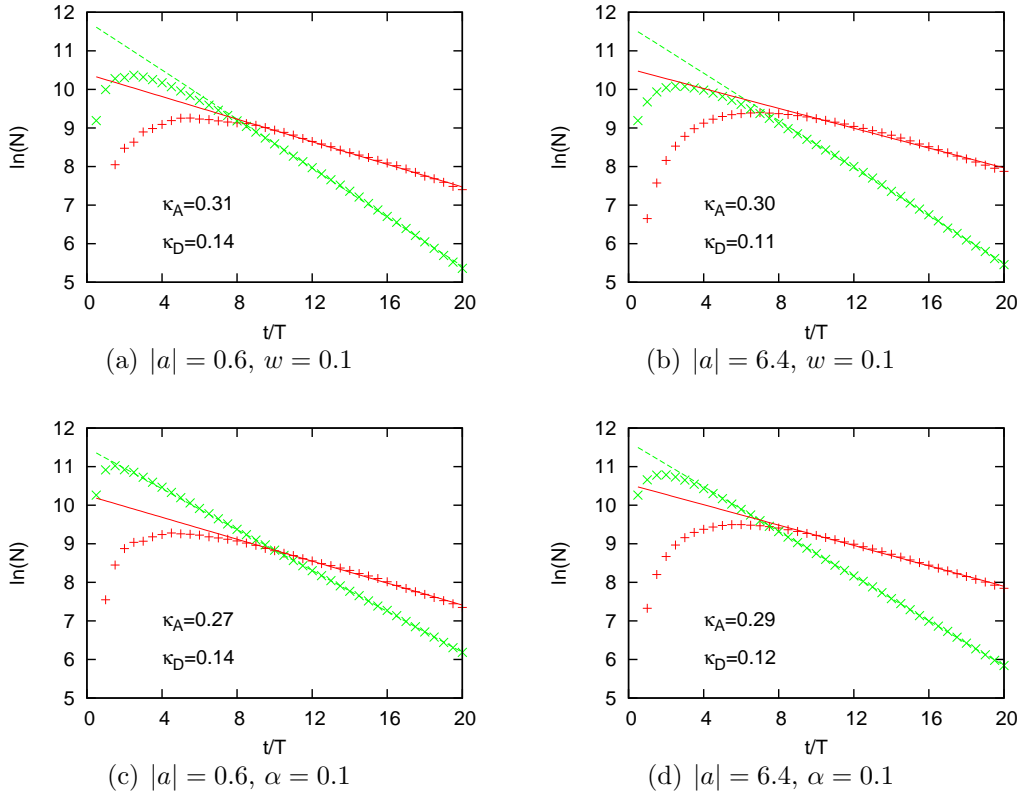 12
11
10
9
8
7
6
5
ln(N)
κA=0.31
κD=0.14
0 4 8 12 16 20
t/T
(a) |a| = 0.6, w = 0.1
12
11
10
9
8
7
6
5
ln(N)
κA=0.30
κD=0.11
0 4 8 12 16 20
t/T
(b) |a| = 6.4, w = 0.1
12
11
10
9
8
7
6
5
ln(N)
κA=0.27
κD=0.14
0 4 8 12 16 20
t/T
(c) |a| = 0.6, α = 0.1
12
11
10
9
8
7
6
5
ln(N)
κA=0.29
κD=0.12
0 4 8 12 16 20
t/T
(d) |a| = 6.4, α = 0.1